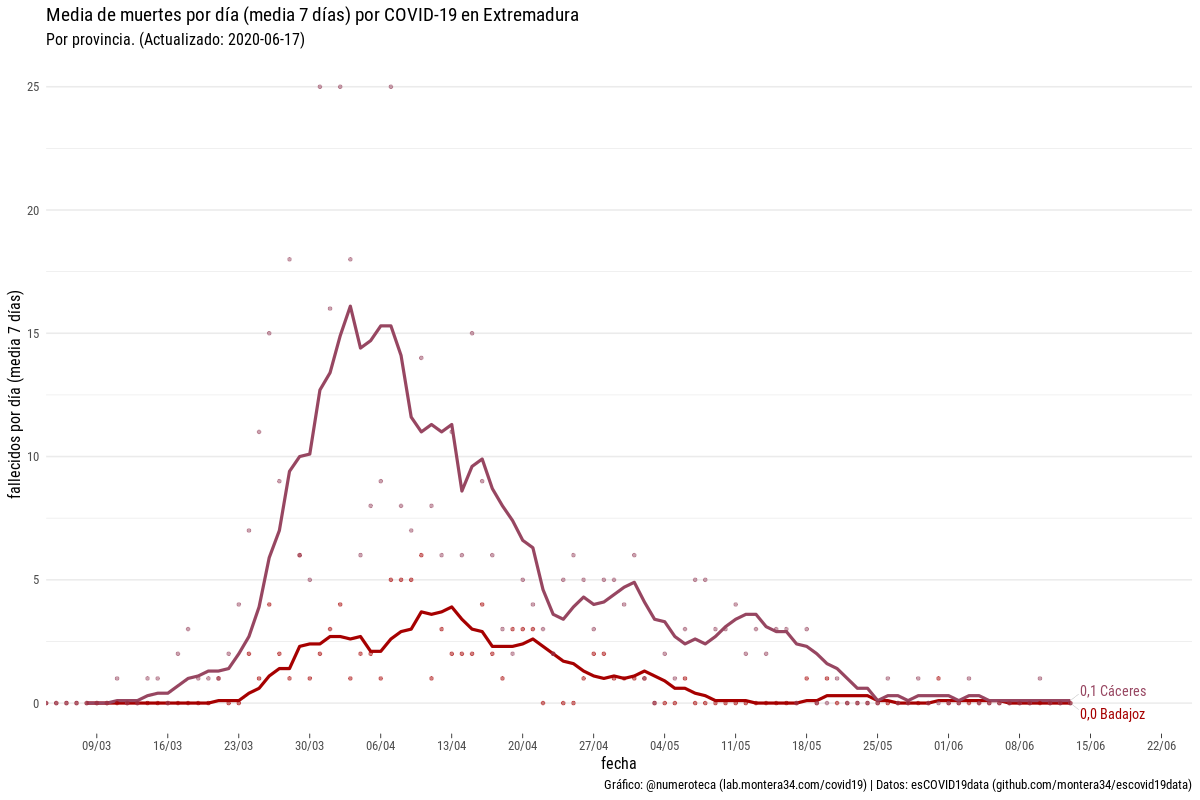 Media de muertes por día (media 7 días) por COVID-19 en Extremadura
Por provincia. (Actualizado: 2020-06-17)
fallecidos por día (media 7 días)
25
20
15
10
5
0
0,1 Cáceres
0,0 Badajoz
09/03 16/03 23/03 30/03 06/04 13/04 20/04 27/04 04/05 11/05 18/05 25/05 01/06 08/06 15/06 22/06
fecha
Gráfico: @numeroteca (lab.montera34.com/covid19) | Datos: esCOVID19data (github.com/montera34/escovid19data)